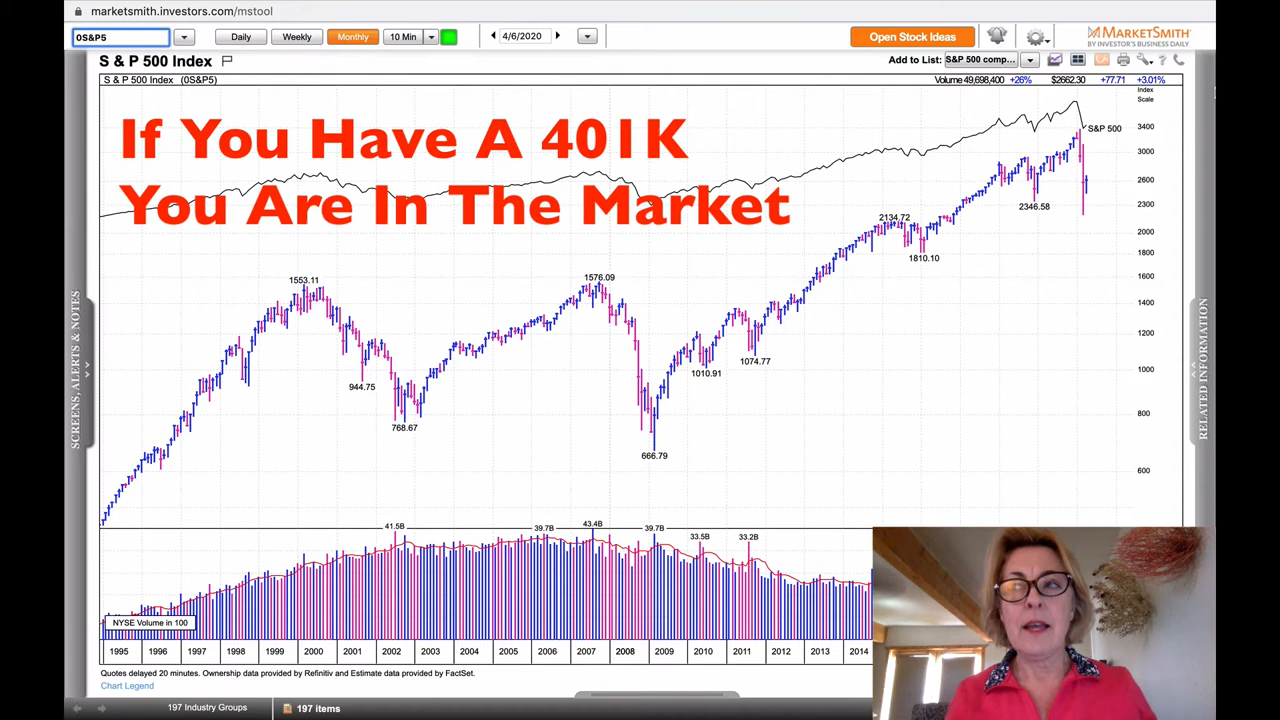 marketsmith.investors.com/mstool
0S&P5
Daily
Weekly
Monthly
10 Min
4/6/2020
Open Stock Ideas
MARKETSMITH
BY INVESTOR'S BUSINESS DAILY
S & P 500 Index
Add to List:
S&P 500 comp...
S & P 500 Index (0S&P5)
Volume 49,698,400 +26% $2662.30 +77.71 +3.01%
Index
Scale
If You Have A 401K
You Are In The Market
S&P 500
3400
3000
2600
2300
2000
1800
1600
1400
1200
1000
800
600
2346.58
2134.72
1810.10
1553.11
1576.09
944.75
1010.91
1074.77
768.67
666.79
SCREENS, ALERTS & NOTES
RELATED INFORMATION
41.5B
39.7B
43.4B
39.7B
33.5B
33.2B
NYSE Volume in 100
1995 1996 1997 1998 1999 2000 2001 2002 2003 2004 2005 2006 2007 2008 2009 2010 2011 2012 2013 2014
Quotes delayed 20 minutes. Ownership data provided by Refinitiv and Estimate data provided by FactSet.
Chart Legend
197 Industry Groups
197 items